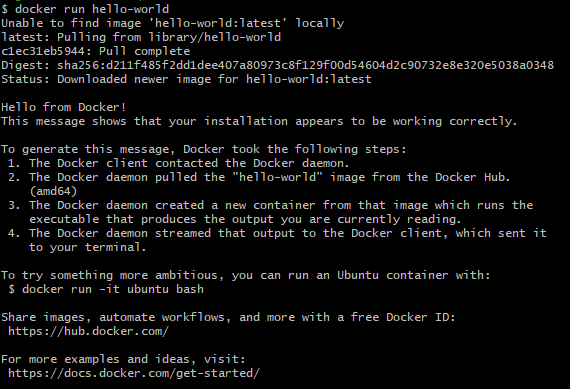 $ docker run hello-world
Unable to find image 'hello-world:latest' locally
latest: Pulling from library/hello-world
c1ec31eb5944: Pull complete
Digest: sha256:d211f485f2dd1dee407a80973c8f129f00d54604d2c90732e8e320e5038a0348
Status: Downloaded newer image for hello-world:latest

Hello from Docker!
This message shows that your installation appears to be working correctly.

To generate this message, Docker took the following steps:
 1. The Docker client contacted the Docker daemon.
 2. The Docker daemon pulled the "hello-world" image from the Docker Hub.
    (amd64)
 3. The Docker daemon created a new container from that image which runs the
    executable that produces the output you are currently reading.
 4. The Docker daemon streamed that output to the Docker client, which sent it
    to your terminal.

To try something more ambitious, you can run an Ubuntu container with:
 $ docker run -it ubuntu bash

Share images, automate workflows, and more with a free Docker ID:
 https://hub.docker.com/

For more examples and ideas, visit:
 https://docs.docker.com/get-started/